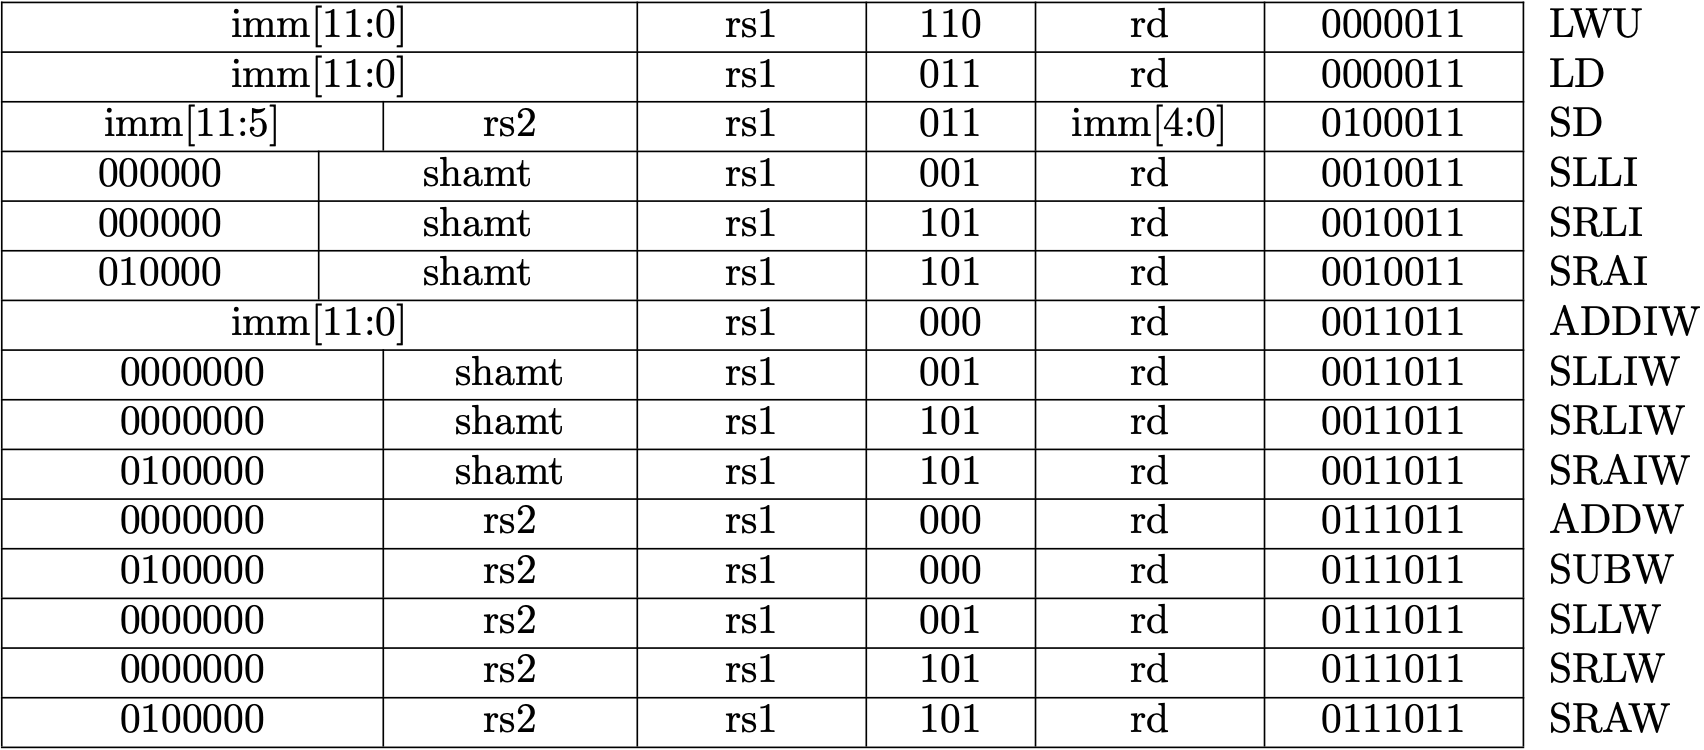 imm[11:0] rs1 110 rd 0000011 LWU
imm[11:0] rs1 011 rd 0000011 LD
imm[11:5] rs2 rs1 011 imm[4:0] 0100011 SD
000000 shamt rs1 001 rd 0010011 SLLI
000000 shamt rs1 101 rd 0010011 SRLI
010000 shamt rs1 101 rd 0010011 SRAI
imm[11:0] rs1 000 rd 0011011 ADDIW
0000000 shamt rs1 001 rd 0011011 SLLIW
0000000 shamt rs1 101 rd 0011011 SRLIW
0100000 shamt rs1 101 rd 0011011 SRAIW
0000000 rs2 rs1 000 rd 0111011 ADDW
0100000 rs2 rs1 000 rd 0111011 SUBW
0000000 rs2 rs1 001 rd 0111011 SLLW
0000000 rs2 rs1 101 rd 0111011 SRLW
0100000 rs2 rs1 101 rd 0111011 SRAW